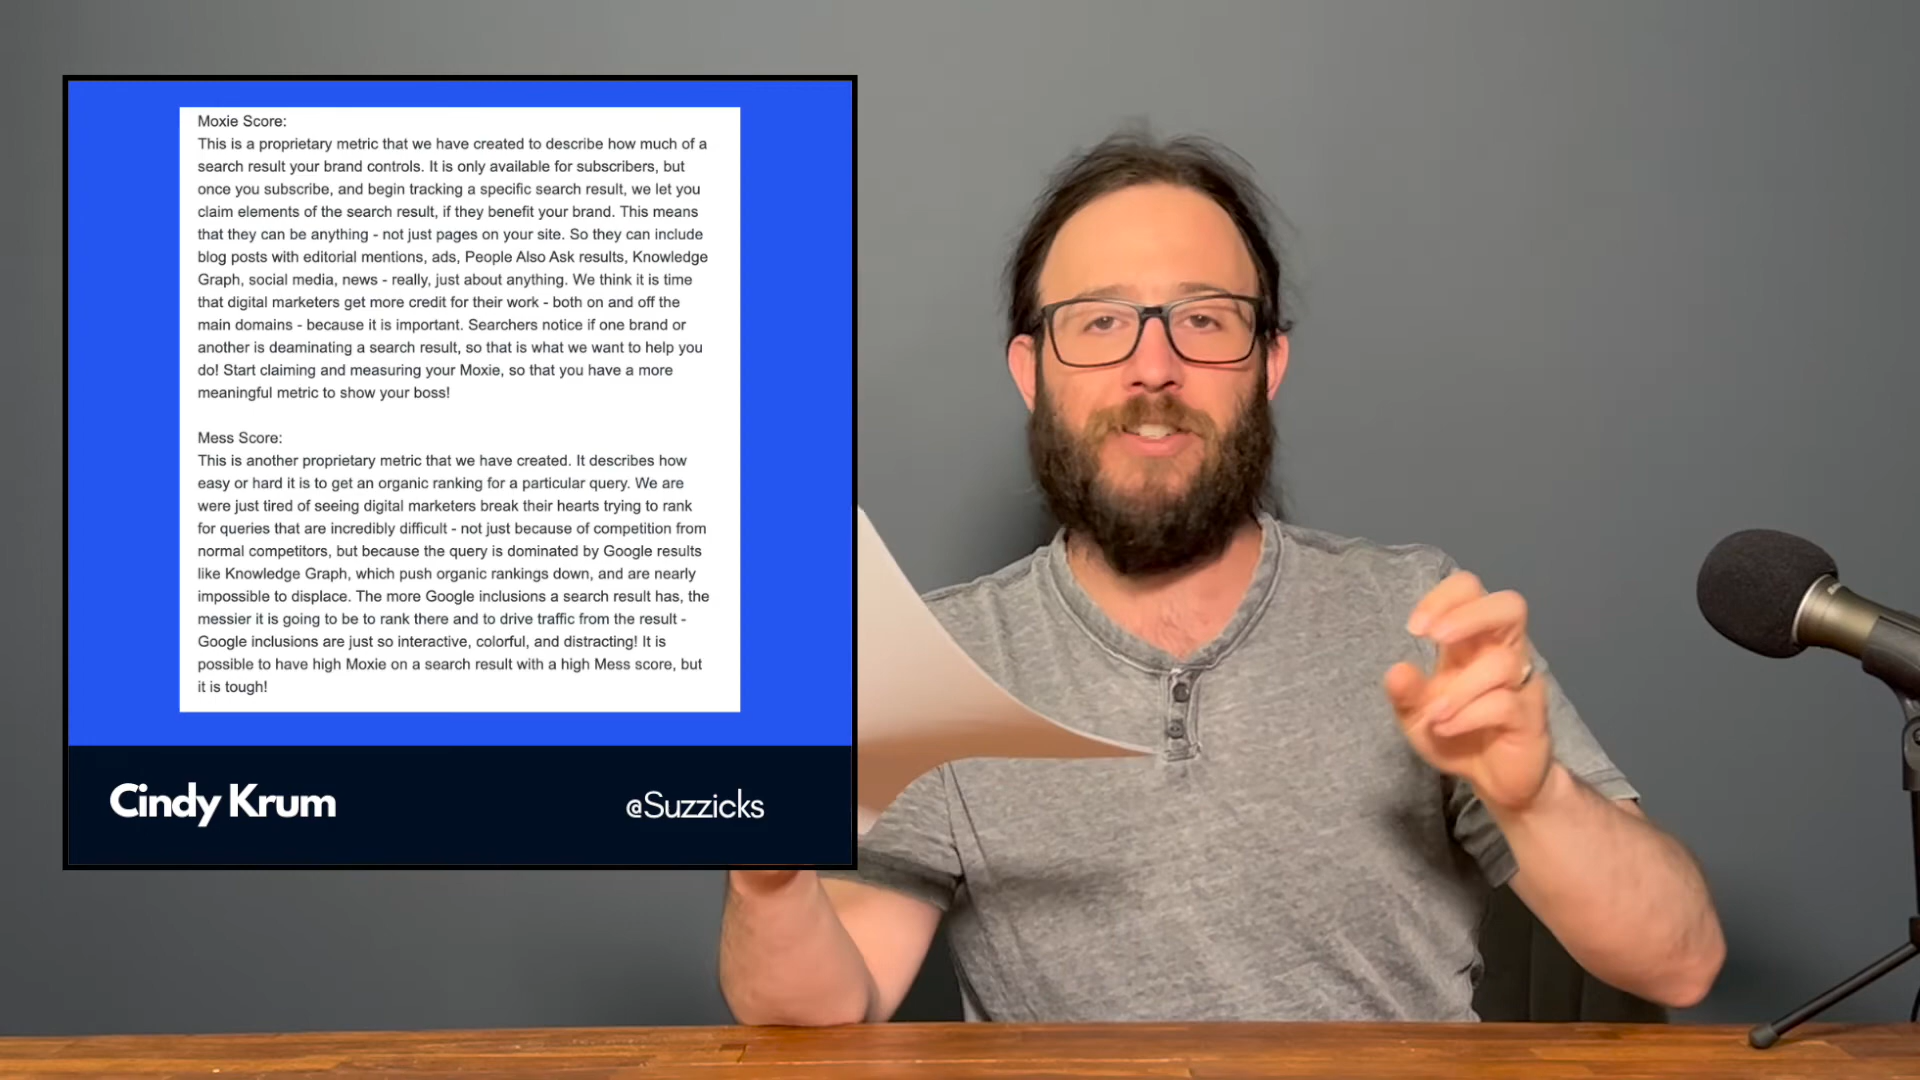 Moxie Score:
This is a proprietary metric that we have created to describe how much of a
search result your brand controls. It is only available for subscribers, but
once you subscribe, and begin tracking a specific search result, we let you
claim elements of the search result, if they benefit your brand. This means
that they can be anything - not just pages on your site. So they can include
blog posts with editorial mentions, ads, People Also Ask results, Knowledge
Graph, social media, news - really, just about anything. We think it is time
that digital marketers get more credit for their work - both on and off the
main domains - because it is important. Searchers notice if one brand or
another is deaminating a search result, so that is what we want to help you
do! Start claiming and measuring your Moxie, so that you have a more
meaningful metric to show your boss!
Mess Score:
This is another proprietary metric that we have created. It describes how
easy or hard it is to get an organic ranking for a particular query. We are
were just tired of seeing digital marketers break their hearts trying to rank
for queries that are incredibly difficult - not just because of competition from
normal competitors, but because the query is dominated by Google results
like Knowledge Graph, which push organic rankings down, and are nearly
impossible to displace. The more Google inclusions a search result has, the
messier it is going to be to rank there and to drive traffic from the result -
Google inclusions are just so interactive, colorful, and distracting! It is
possible to have high Moxie on a search result with a high Mess score, but
it is tough!
Cindy Krum
@Suzzicks